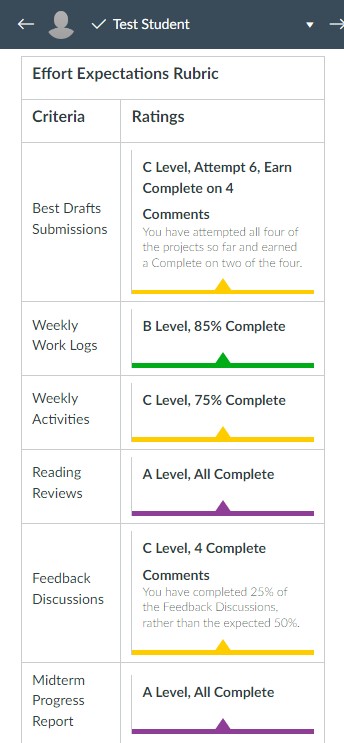 Test Student
Effort Expectations Rubric
Criteria
Ratings
Best Drafts
Submissions
C Level, Attempt 6, Earn
Complete on 4
Comments
You have attempted all four of
the projects so far and earned
a Complete on two of the four.
Weekly
Work Logs
B Level, 85% Complete
Weekly
Activities
C Level, 75% Complete
Reading
Reviews
A Level, All Complete
Feedback
Discussions
C Level, 4 Complete
Comments
You have completed 25% of
the Feedback Discussions,
rather than the expected 50%.
Midterm
Progress
Report
A Level, All Complete